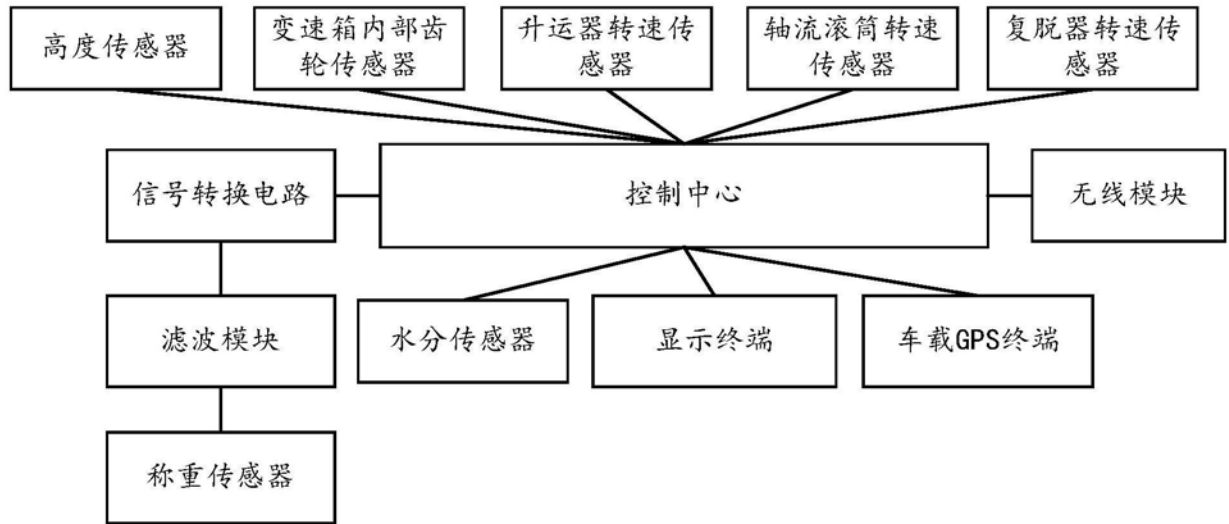 高度传感器
变速箱内部齿
轮传感器
升运器转速传
感器
轴流滚筒转速
传感器
复脱器转速传
感器
信号转换电路
控制中心
无线模块
滤波模块
水分传感器
显示终端
车载GPS终端
称重传感器